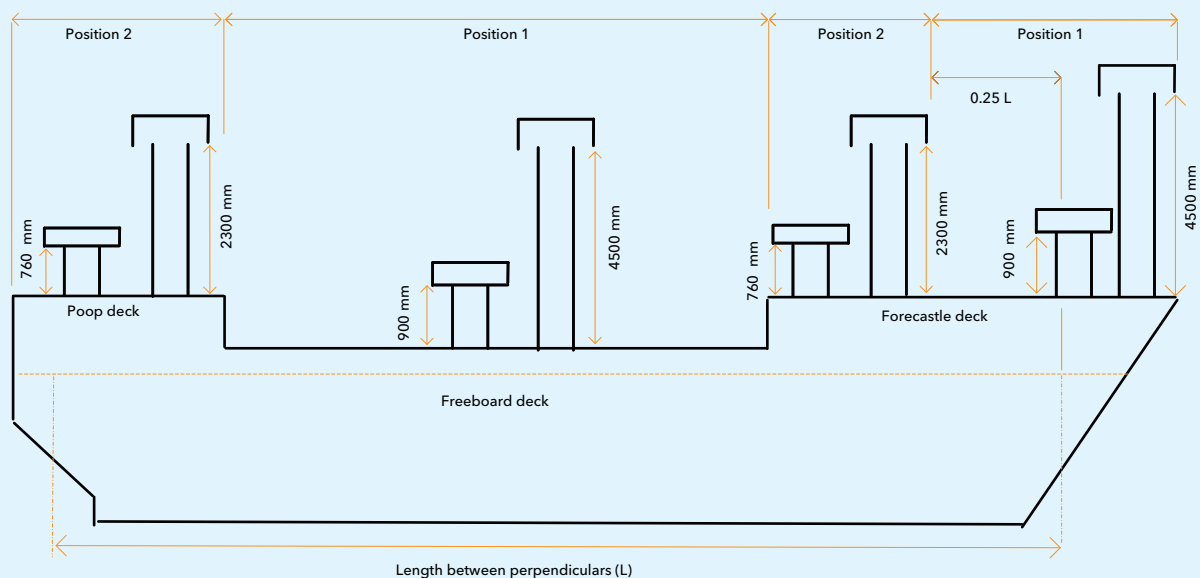 Position 2
Position 1
Position 2
Position 1
0.25 L
760 mm
2300 mm
900 mm
4500 mm
760 mm
2300 mm
900 mm
4500 mm
Poop deck
Forecastle deck
Freeboard deck
Length between perpendiculars (L)